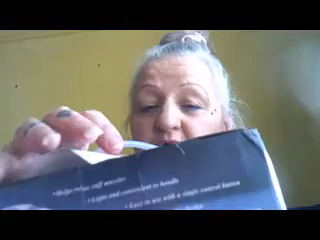 • Helps relax stiff muscles
• Light and convenient to handle
• Easy to use with a single control button